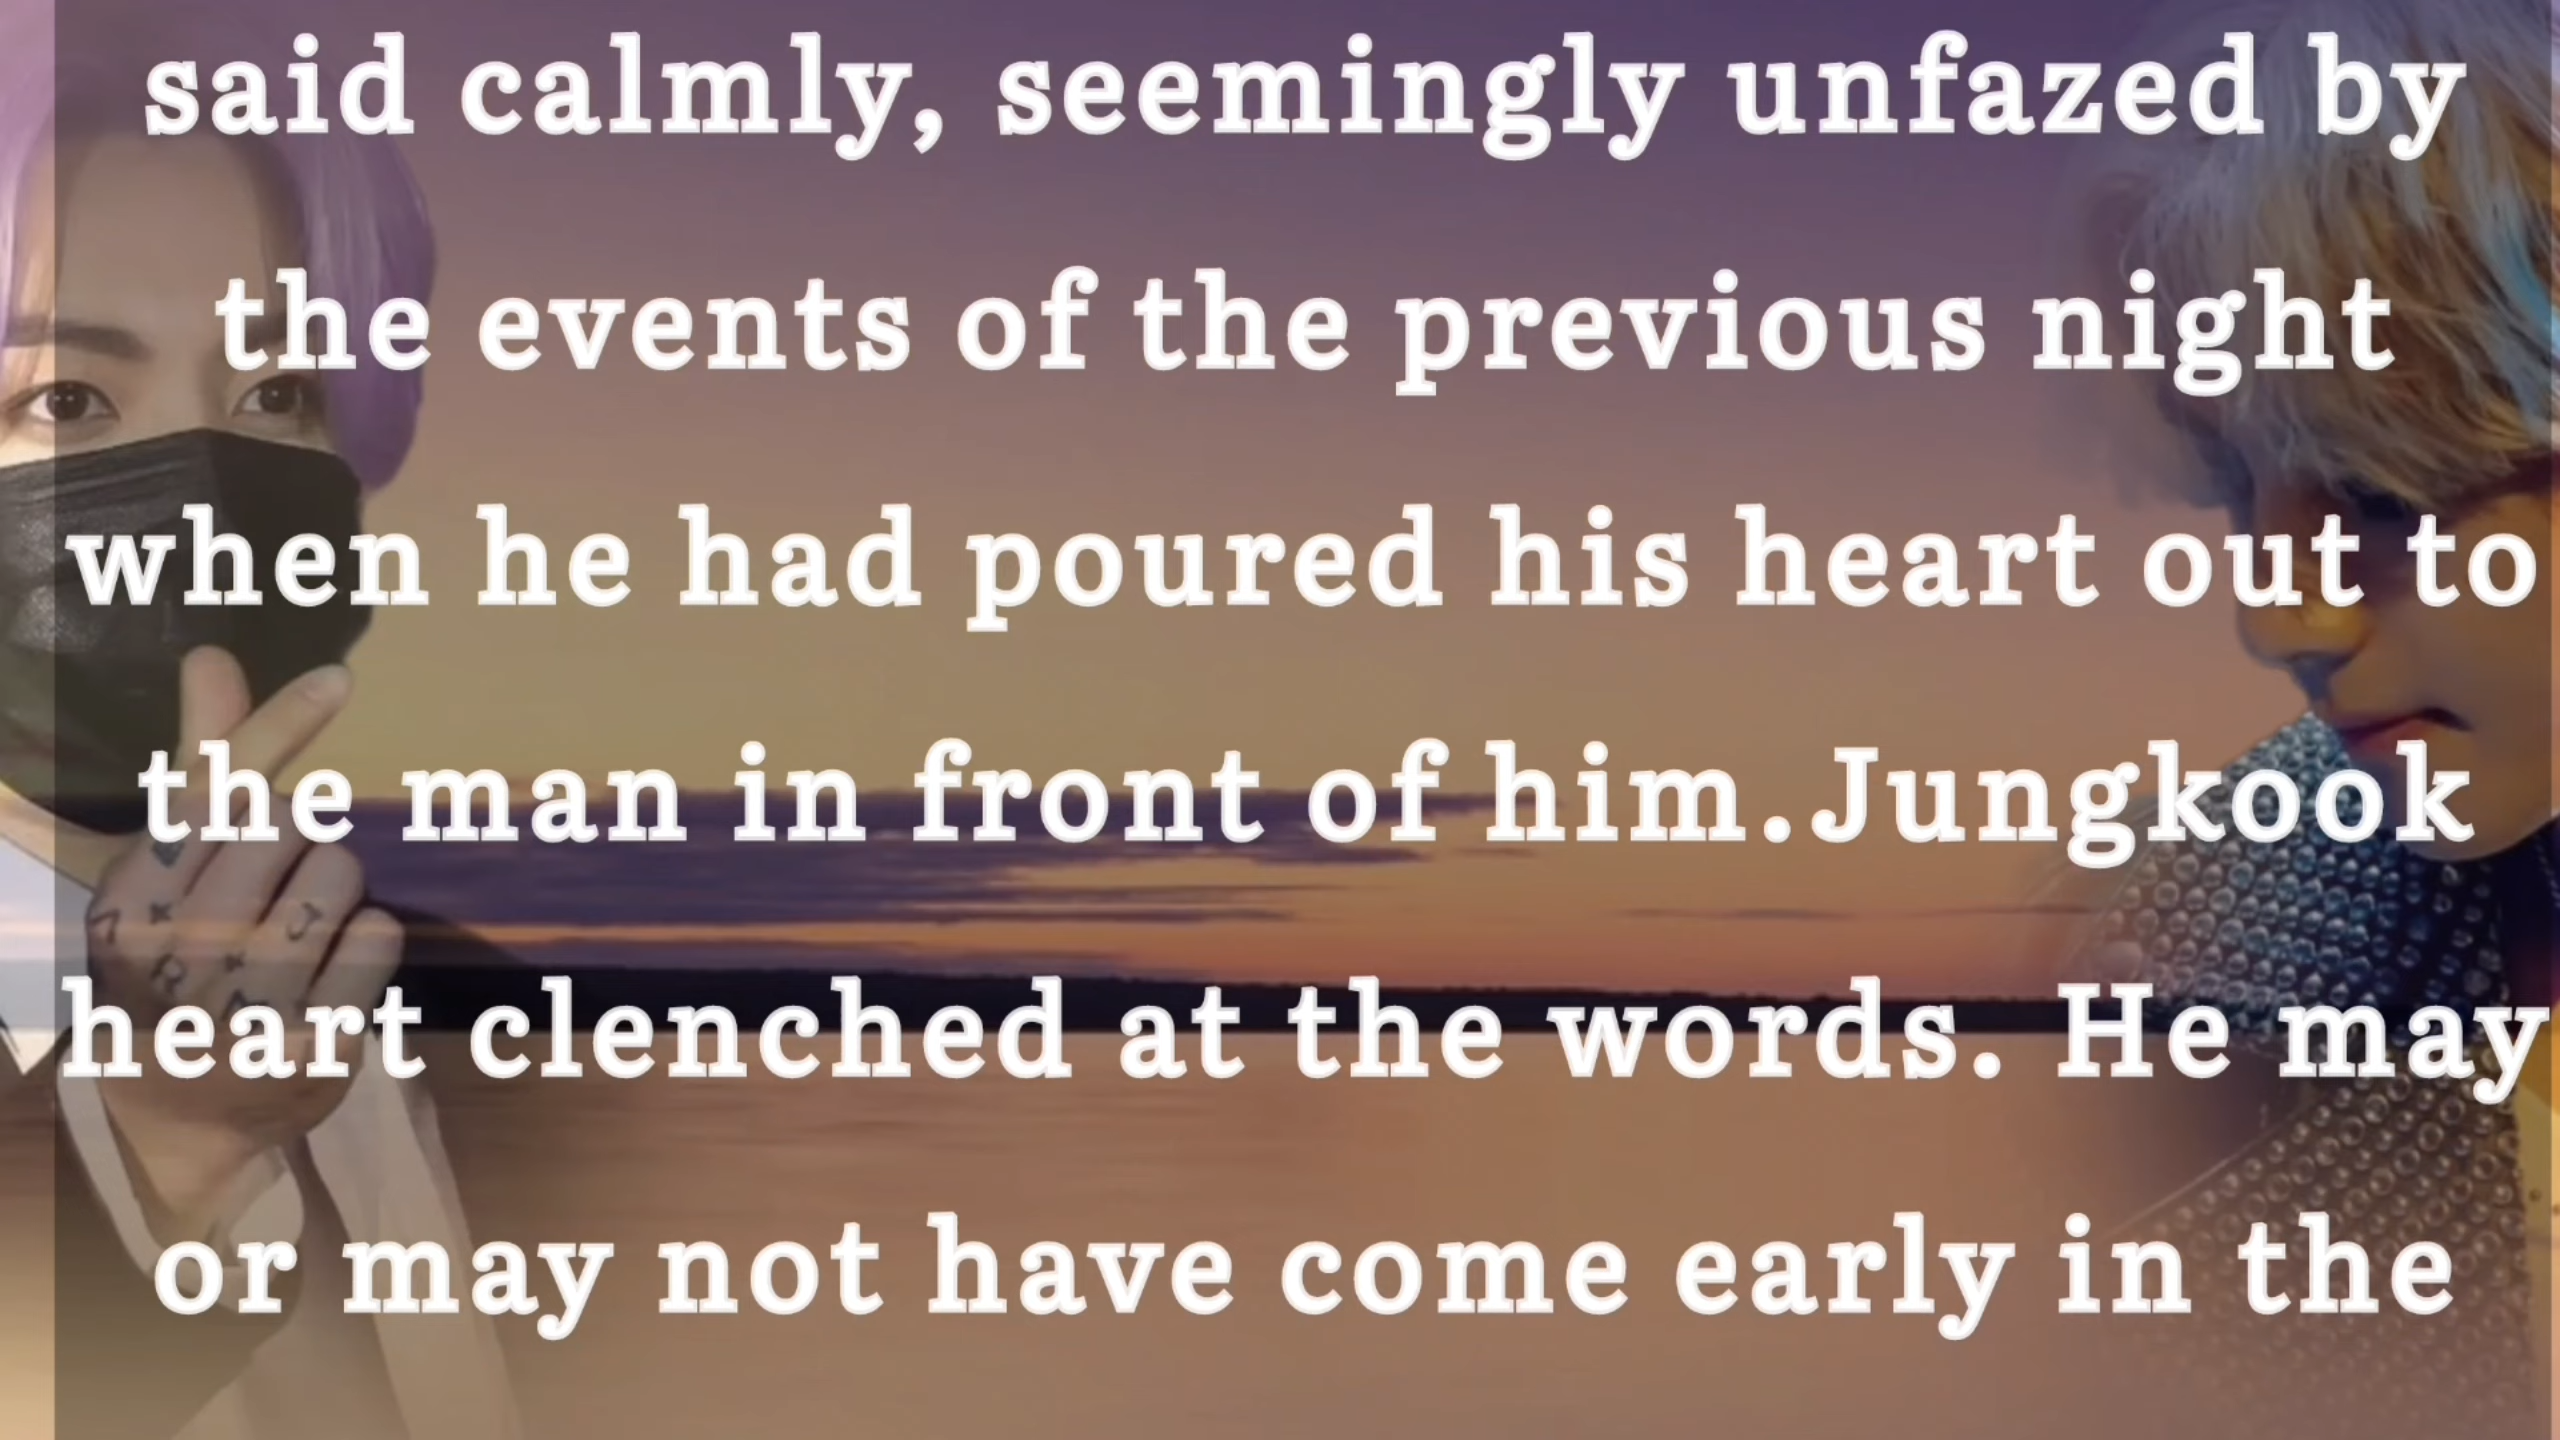 said calmly, seemingly unfazed by
the events of the previous night
when he had poured his heart out to
the man in front of him.Jungkook
heart clenched at the words. He may
or may not have come early in the